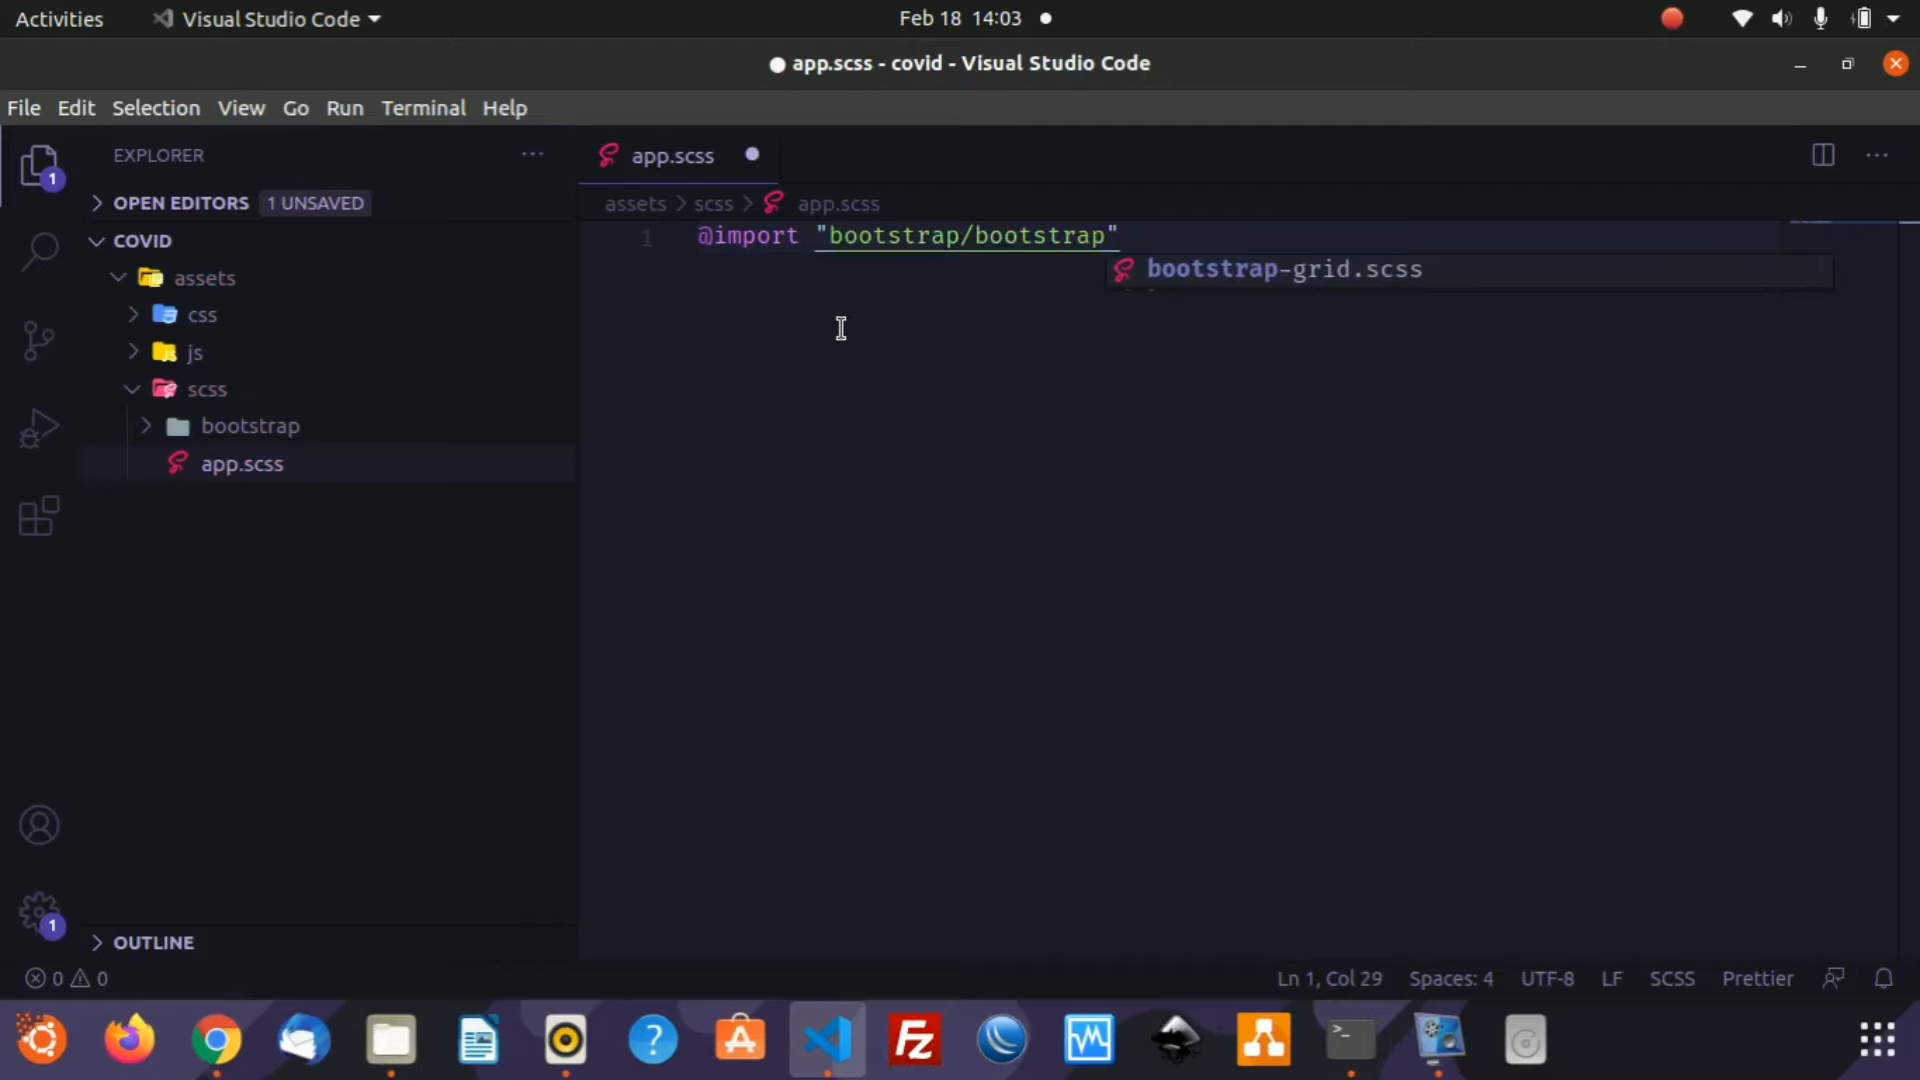 Activities Visual Studio Code Feb 18 14:03
app.scss - covid - Visual Studio Code
File Edit Selection View Go Run Terminal Help
EXPLORER
1
OPEN EDITORS 1 UNSAVED
COVID
assets
css
js
scss
bootstrap
app.scss
OUTLINE
1
app.scss
assets > scss > app.scss
1 @import "bootstrap/bootstrap"
bootstrap-grid.scss
0 0 Ln 1, Col 29 Spaces: 4 UTF-8 LF SCSS Prettier
? A Fz >_